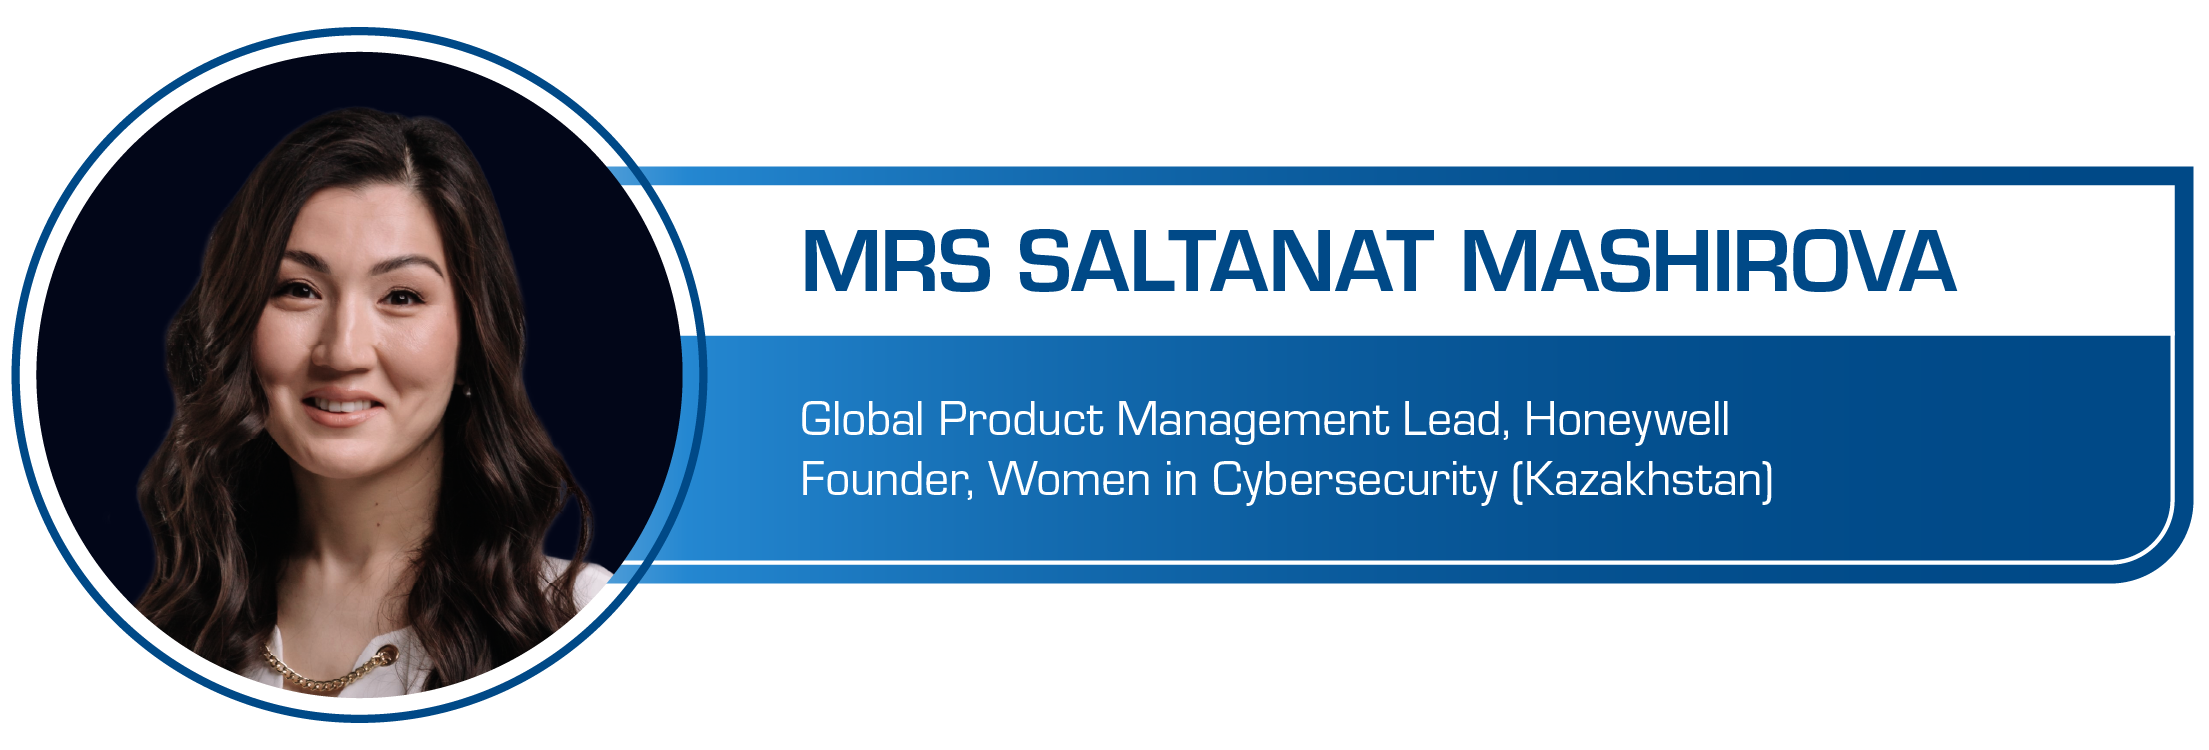 MRS SALTANAT MASHIROVA
Global Product Management Lead, Honeywell
Founder, Women in Cybersecurity (Kazakhstan)